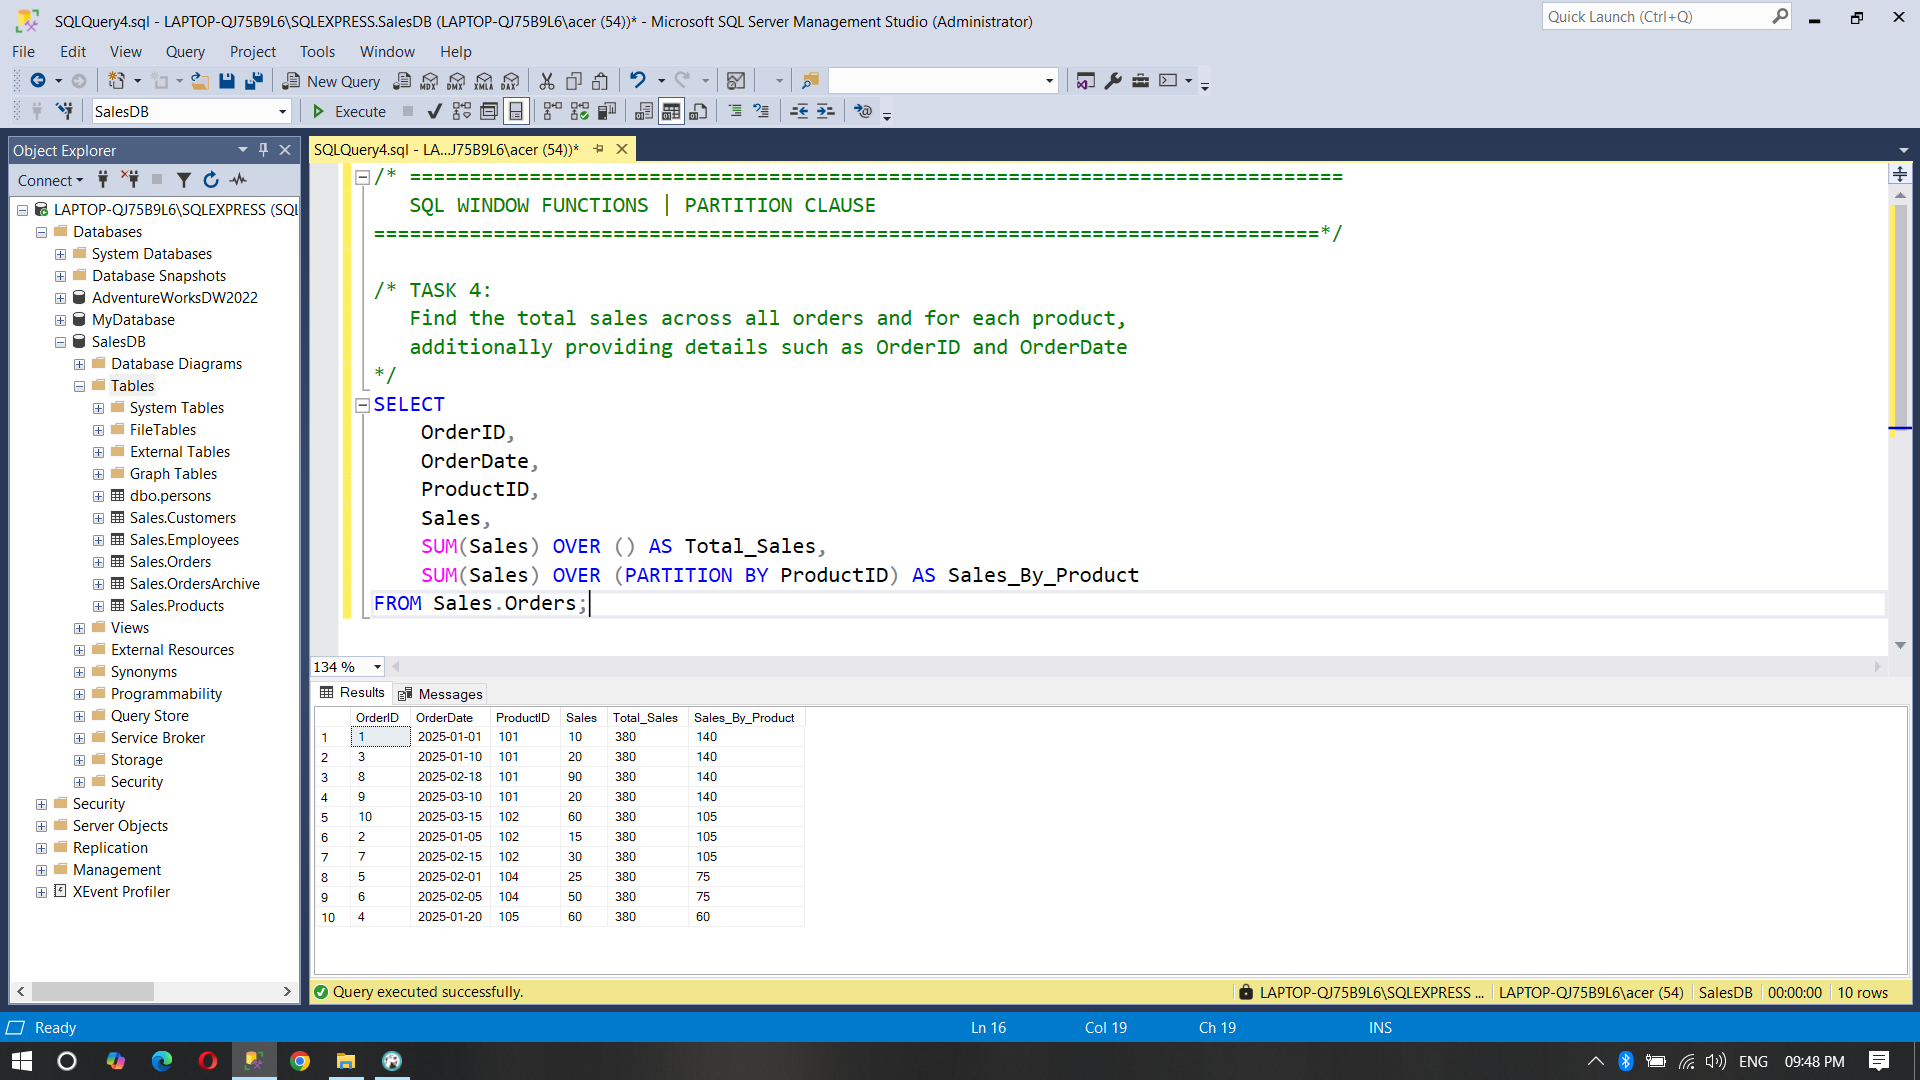 SQLQuery4.sql - LAPTOP-QJ75B9L6\SQLEXPRESS.SalesDB (LAPTOP-QJ75B9L6\acer (54))* - Microsoft SQL Server Management Studio (Administrator)
Quick Launch (Ctrl+Q)
File Edit View Query Project Tools Window Help
New Query
MDX DMX XMLA DAX
SalesDB
Execute
Object Explorer
Connect
LAPTOP-QJ75B9L6\SQLEXPRESS (SQL
Databases
System Databases
Database Snapshots
AdventureWorksDW2022
MyDatabase
SalesDB
Database Diagrams
Tables
System Tables
FileTables
External Tables
Graph Tables
dbo.persons
Sales.Customers
Sales.Employees
Sales.Orders
Sales.OrdersArchive
Sales.Products
Views
External Resources
Synonyms
Programmability
Query Store
Service Broker
Storage
Security
Security
Server Objects
Replication
Management
XEvent Profiler
SQLQuery4.sql - LA...J75B9L6\acer (54))*
/* ==============================================================================
SQL WINDOW FUNCTIONS | PARTITION CLAUSE
===============================================================================*/
/* TASK 4:
Find the total sales across all orders and for each product,
additionally providing details such as OrderID and OrderDate
*/
SELECT
OrderID,
OrderDate,
ProductID,
Sales,
SUM(Sales) OVER () AS Total_Sales,
SUM(Sales) OVER (PARTITION BY ProductID) AS Sales_By_Product
FROM Sales.Orders;
134 %
Results Messages
OrderID OrderDate ProductID Sales Total_Sales Sales_By_Product
1 1 2025-01-01 101 10 380 140
2 3 2025-01-10 101 20 380 140
3 8 2025-02-18 101 90 380 140
4 9 2025-03-10 101 20 380 140
5 10 2025-03-15 102 60 380 105
6 2 2025-01-05 102 15 380 105
7 7 2025-02-15 102 30 380 105
8 5 2025-02-01 104 25 380 75
9 6 2025-02-05 104 50 380 75
10 4 2025-01-20 105 60 380 60
Query executed successfully.
LAPTOP-QJ75B9L6\SQLEXPRESS ... LAPTOP-QJ75B9L6\acer (54) SalesDB 00:00:00 10 rows
Ready
Ln 16 Col 19 Ch 19 INS
ENG 09:48 PM